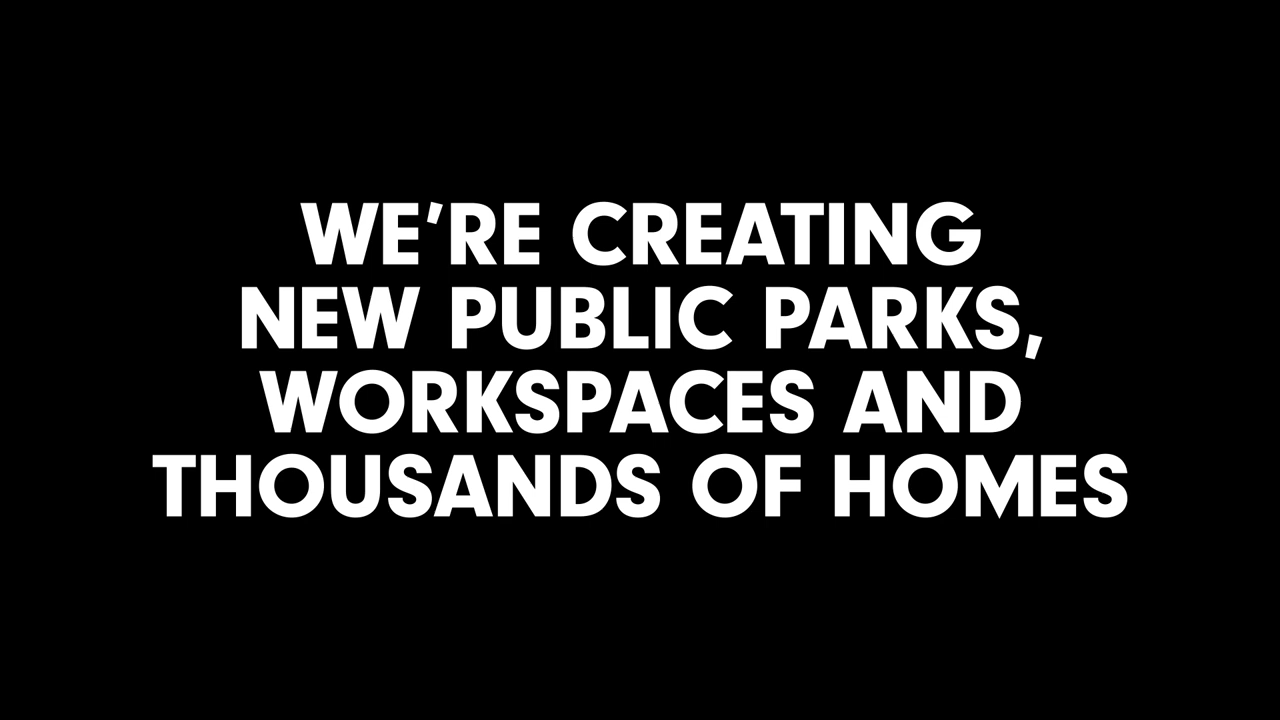 WE’RE CREATING
NEW PUBLIC PARKS,
WORKSPACES AND
THOUSANDS OF HOMES